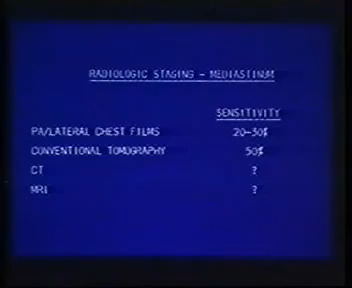 RADIOLOGIC STAGING - MEDIASTINUM
SENSITIVITY
PA/LATERAL CHEST FILMS 20-30%
CONVENTIONAL TOMOGRAPHY 50%
CT ?
MRI ?